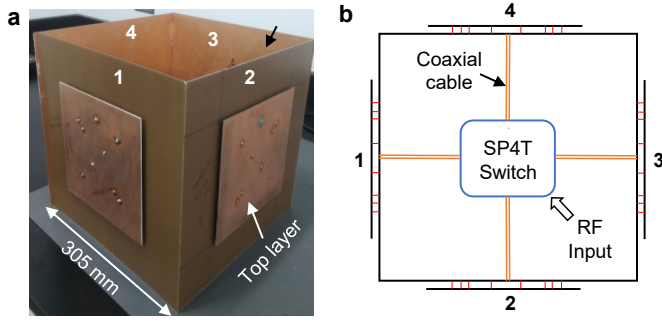 a
4
3
1
2
305 mm
Top layer
b
4
Coaxial
cable
SP4T
Switch
1
3
RF
Input
2